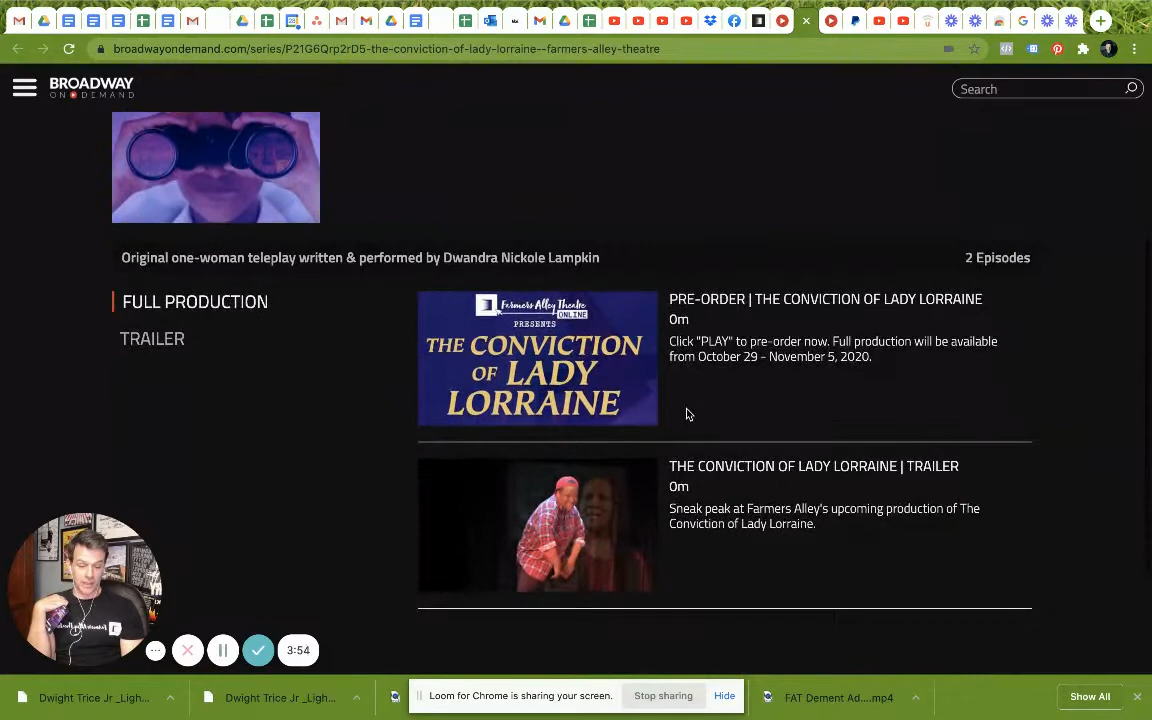 broadwayondemand.com/series/P21G6Qrp2rD5-the-conviction-of-lady-lorraine--farmers-alley-theatre
BROADWAY
ON DEMAND
Search
Original one-woman teleplay written & performed by Dwandra Nickole Lampkin
2 Episodes
FULL PRODUCTION
TRAILER
Farmers Alley Theatre
ONLINE
PRESENTS
THE CONVICTION
OF LADY
LORRAINE
PRE-ORDER | THE CONVICTION OF LADY LORRAINE
0m
Click "PLAY" to pre-order now. Full production will be available
from October 29 - November 5, 2020.
THE CONVICTION OF LADY LORRAINE | TRAILER
0m
Sneak peak at Farmers Alley's upcoming production of The
Conviction of Lady Lorraine.
3:54
Dwight Trice Jr _Ligh...
Dwight Trice Jr _Ligh...
Loom for Chrome is sharing your screen.
Stop sharing
Hide
FAT Dement Ad....mp4
Show All